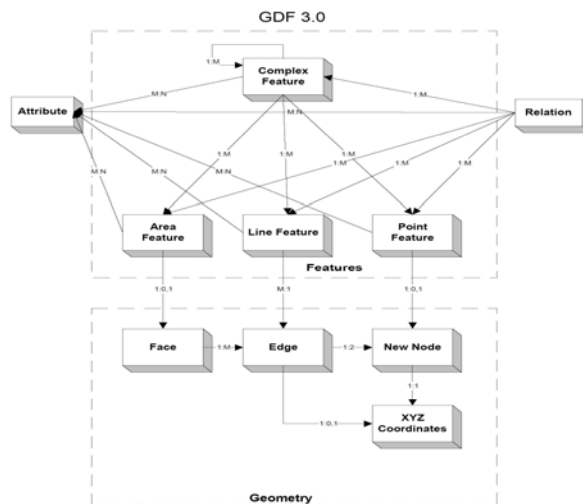 GDF 3.0
1:M
Complex
Feature
Attribute
Relation
M:N
1:M
M:N
1:M
1:M
1:M
1:M
1:M
1:M
M:N
M:N
Area
Feature
Line Feature
Point
Feature
Features
1:0,1
M:1
1:0,1
Face
1:M
Edge
1:2
New Node
1:1
1:0,1
XYZ
Coordinates
Geometry